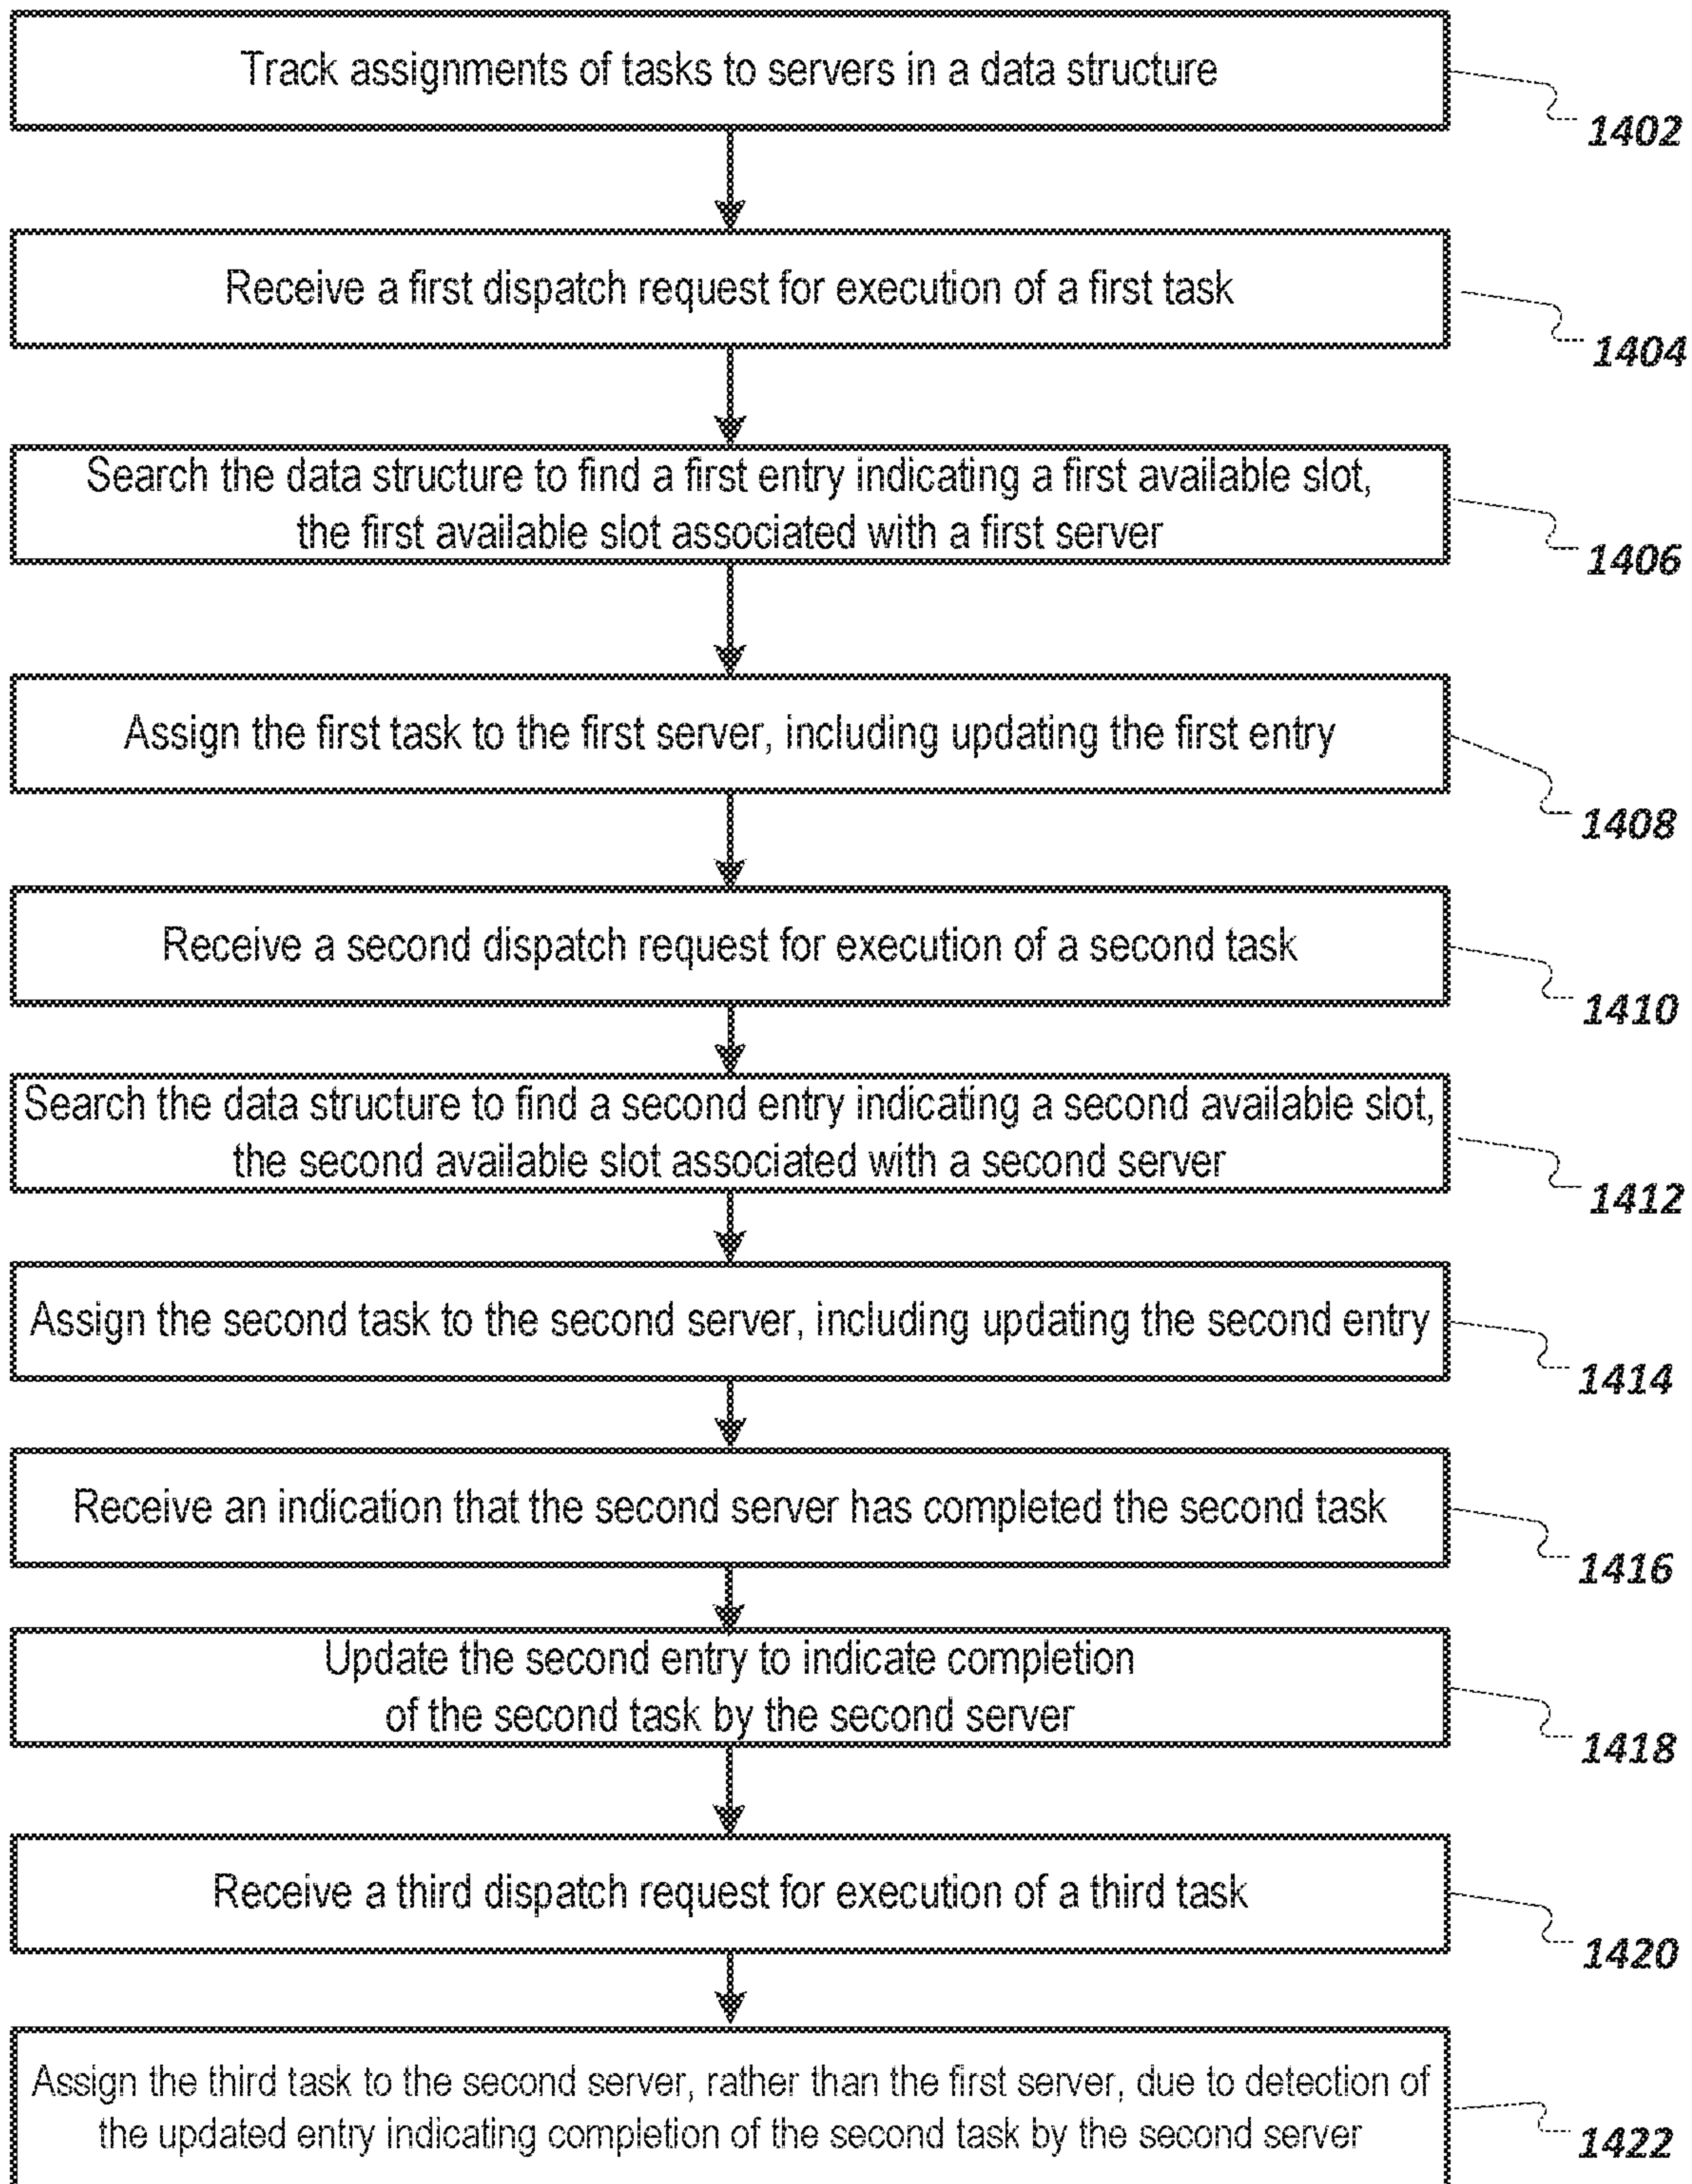 Track assignments of tasks to servers in a data structure
1402
Receive a first dispatch request for execution of a first task
1404
Search the data structure to find a first entry indicating a first available slot,
the first available slot associated with a first server
1406
Assign the first task to the first server, including updating the first entry
1408
Receive a second dispatch request for execution of a second task
1410
Search the data structure to find a second entry indicating a second available slot,
the second available slot associated with a second server
1412
Assign the second task to the second server, including updating the second entry
1414
Receive an indication that the second server has completed the second task
1416
Update the second entry to indicate completion
of the second task by the second server
1418
Receive a third dispatch request for execution of a third task
1420
Assign the third task to the second server, rather than the first server, due to detection of
the updated entry indicating completion of the second task by the second server
1422